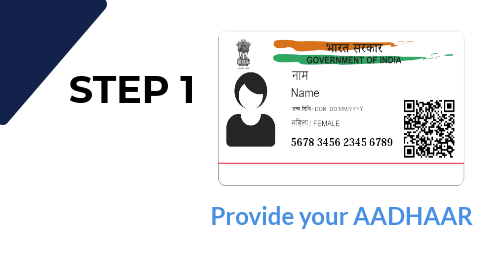 भारत सरकार
GOVERNMENT OF INDIA
STEP 1
नाम
Name
जन्म तिथि / DOB: DD/MM/YYYY
महिला / FEMALE
5678 3456 2345 6789
Provide your AADHAAR